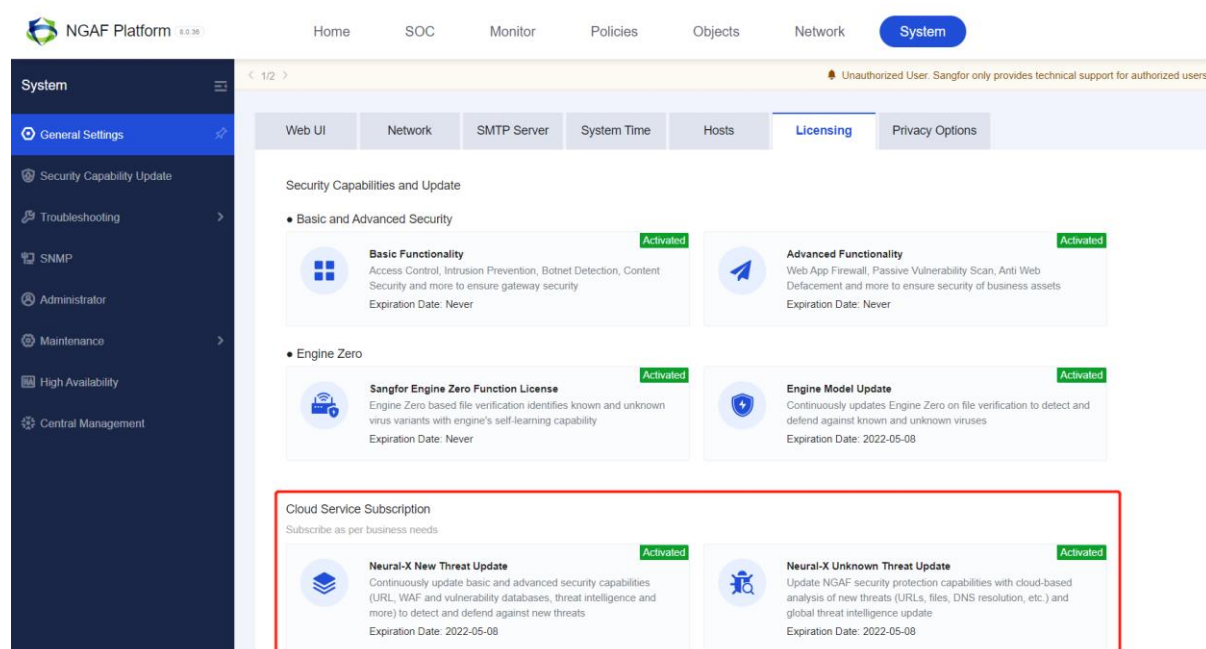 NGAF Platform 8.0.36
Home SOC Monitor Policies Objects Network System
System
< 1/2 >
Unauthorized User. Sangfor only provides technical support for authorized users
General Settings
Security Capability Update
Troubleshooting
SNMP
Administrator
Maintenance
High Availability
Central Management
Web UI Network SMTP Server System Time Hosts Licensing Privacy Options
Security Capabilities and Update
● Basic and Advanced Security
Activated
Basic Functionality
Access Control, Intrusion Prevention, Botnet Detection, Content
Security and more to ensure gateway security
Expiration Date: Never
Activated
Advanced Functionality
Web App Firewall, Passive Vulnerability Scan, Anti Web
Defacement and more to ensure security of business assets
Expiration Date: Never
● Engine Zero
Activated
Sangfor Engine Zero Function License
Engine Zero based file verification identifies known and unknown
virus variants with engine's self-learning capability
Expiration Date: Never
Activated
Engine Model Update
Continuously updates Engine Zero on file verification to detect and
defend against known and unknown viruses
Expiration Date: 2022-05-08
Cloud Service Subscription
Subscribe as per business needs
Activated
Neural-X New Threat Update
Continuously update basic and advanced security capabilities
(URL, WAF and vulnerability databases, threat intelligence and
more) to detect and defend against new threats
Expiration Date: 2022-05-08
Activated
Neural-X Unknown Threat Update
Update NGAF security protection capabilities with cloud-based
analysis of new threats (URLs, files, DNS resolution, etc.) and
global threat intelligence update
Expiration Date: 2022-05-08